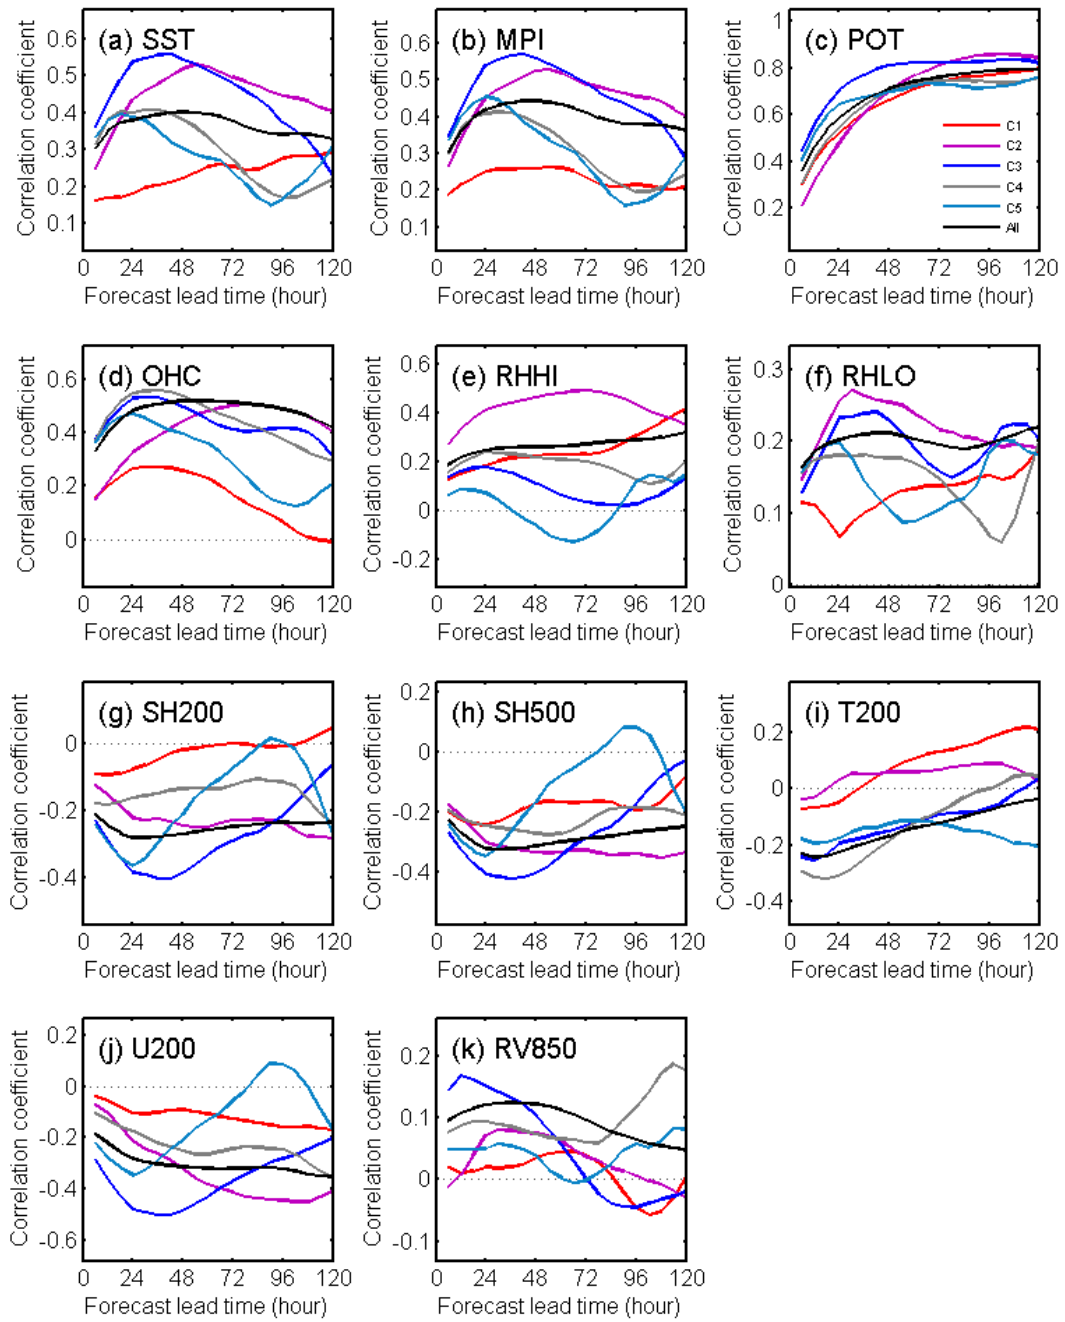 (a) SST
Correlation coefficient
0.6
0.5
0.4
0.3
0.2
0.1
0 24 48 72 96 120
Forecast lead time (hour)
(b) MPI
Correlation coefficient
0.6
0.5
0.4
0.3
0.2
0.1
0 24 48 72 96 120
Forecast lead time (hour)
(c) POT
Correlation coefficient
1
0.8
0.6
0.4
0.2
C1
C2
C3
C4
C5
All
0 24 48 72 96 120
Forecast lead time (hour)
(d) OHC
Correlation coefficient
0.6
0.4
0.2
0
0 24 48 72 96 120
Forecast lead time (hour)
(e) RHHI
Correlation coefficient
0.6
0.4
0.2
0
-0.2
0 24 48 72 96 120
Forecast lead time (hour)
(f) RHLO
Correlation coefficient
0.3
0.2
0.1
0
0 24 48 72 96 120
Forecast lead time (hour)
(g) SH200
Correlation coefficient
0
-0.2
-0.4
0 24 48 72 96 120
Forecast lead time (hour)
(h) SH500
Correlation coefficient
0.2
0
-0.2
-0.4
0 24 48 72 96 120
Forecast lead time (hour)
(i) T200
Correlation coefficient
0.2
0
-0.2
-0.4
0 24 48 72 96 120
Forecast lead time (hour)
(j) U200
Correlation coefficient
0.2
0
-0.2
-0.4
-0.6
0 24 48 72 96 120
Forecast lead time (hour)
(k) RV850
Correlation coefficient
0.2
0.1
0
-0.1
0 24 48 72 96 120
Forecast lead time (hour)